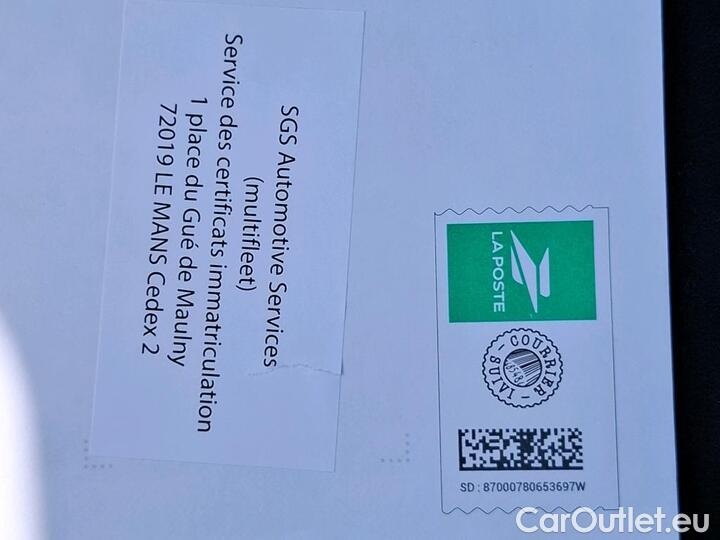 SGS Automotive Services
(multifleet)
Service des certificats immatriculation
1 place du Gué de Maulny
72019 LE MANS Cedex 2
LA POSTE
COURRIER - SUIVI -
SD : 87000780653697W
CarOutlet.eu